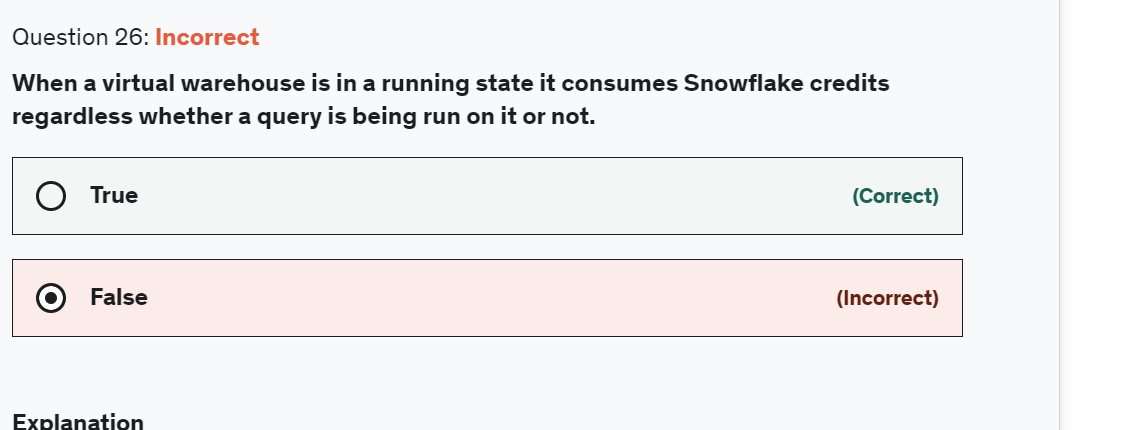 Question 26: Incorrect
When a virtual warehouse is in a running state it consumes Snowflake credits
regardless whether a query is being run on it or not.
True (Correct)
False (Incorrect)
Explanation